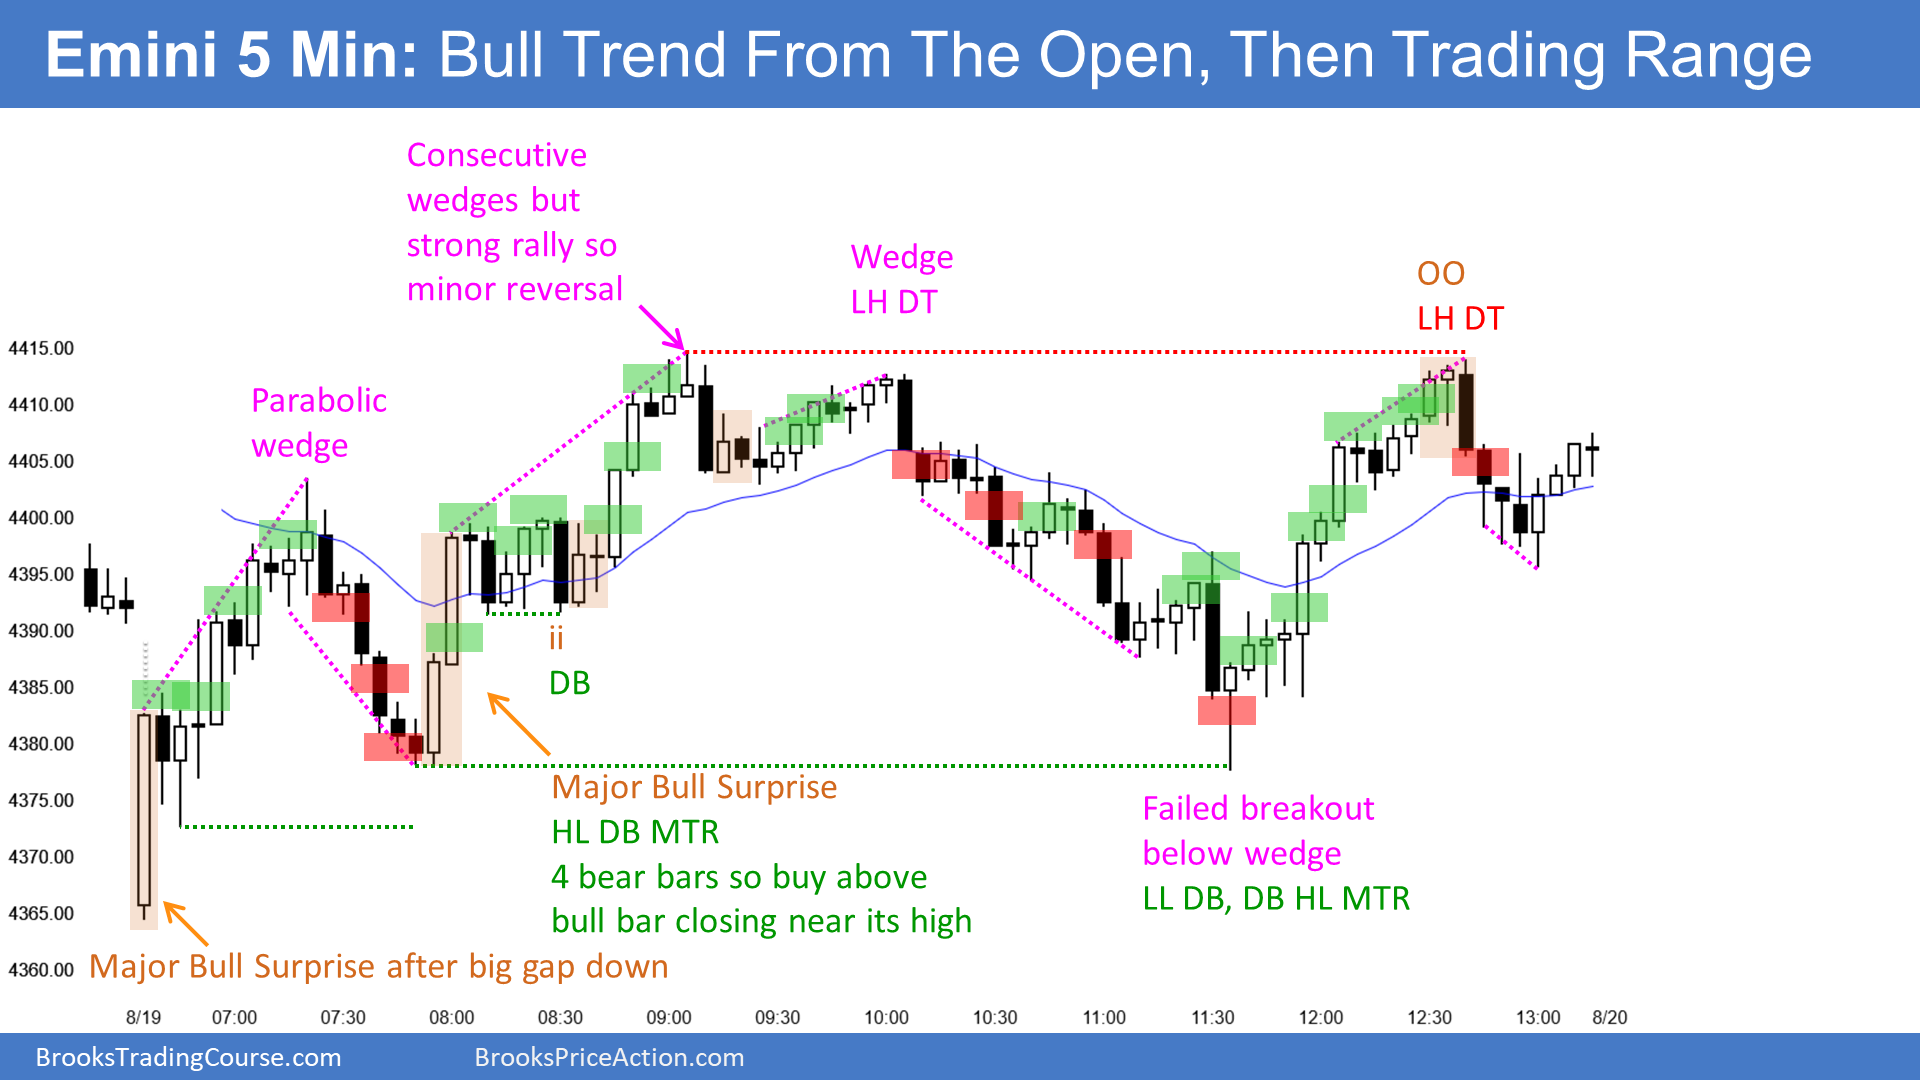 Emini 5 Min: Bull Trend From The Open, Then Trading Range
Consecutive
wedges but
strong rally so
minor reversal
Wedge
LH DT
OO
LH DT
Parabolic
wedge
4415.00
4410.00
4405.00
4400.00
4395.00
4390.00
4385.00
4380.00
4375.00
4370.00
4365.00
4360.00
ii
DB
Major Bull Surprise
HL DB MTR
4 bear bars so buy above
bull bar closing near its high
Failed breakout
below wedge
LL DB, DB HL MTR
Major Bull Surprise after big gap down
8/19 07:00 07:30 08:00 08:30 09:00 09:30 10:00 10:30 11:00 11:30 12:00 12:30 13:00 8/20
BrooksTradingCourse.com BrooksPriceAction.com